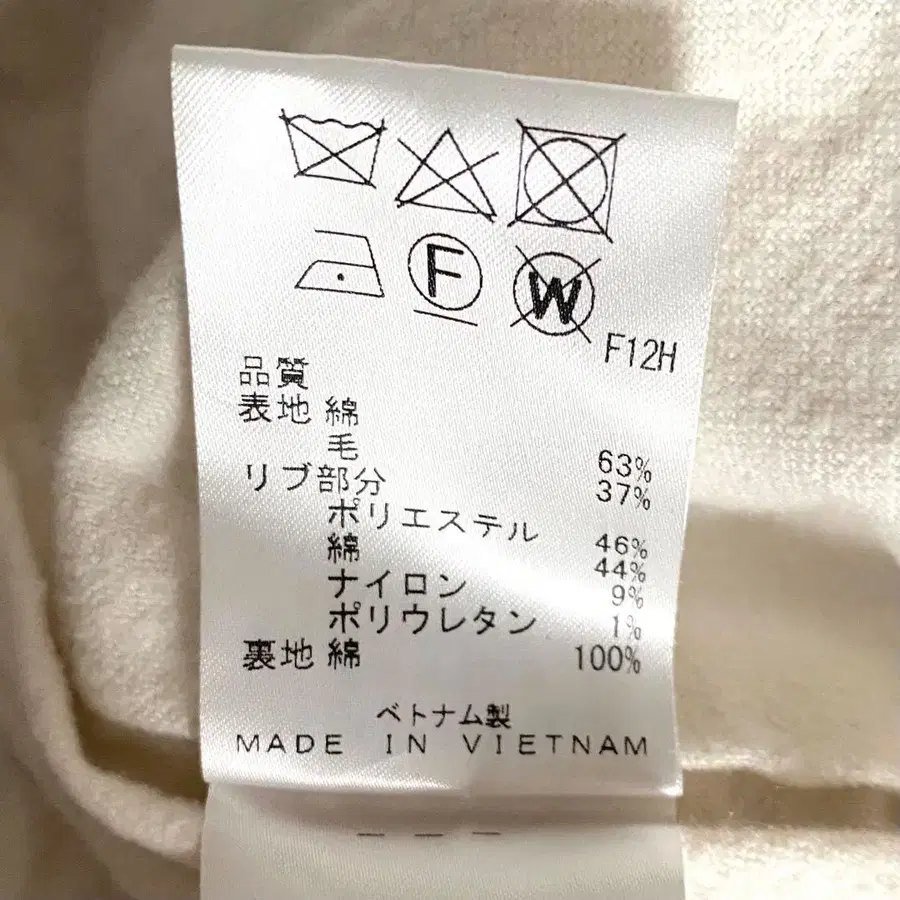 F W
F12H
品質
表地 綿 63%
毛 37%
リブ部分
ポリエステル 46%
綿 44%
ナイロン 9%
ポリウレタン 1%
裏地 綿 100%
ベトナム製
MADE IN VIETNAM